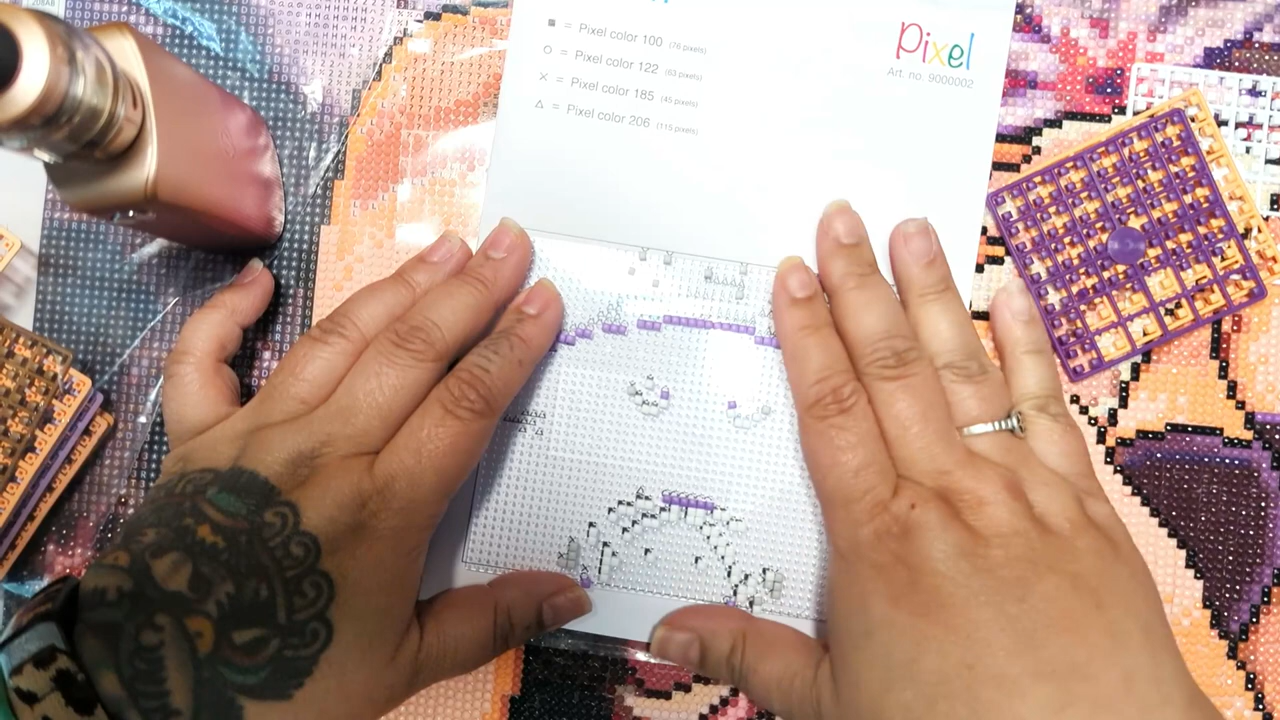 ■ = Pixel color 100 (76 pixels)
○ = Pixel color 122 (63 pixels)
× = Pixel color 185 (45 pixels)
△ = Pixel color 206 (115 pixels)
Pixel
Art. no. 9000002